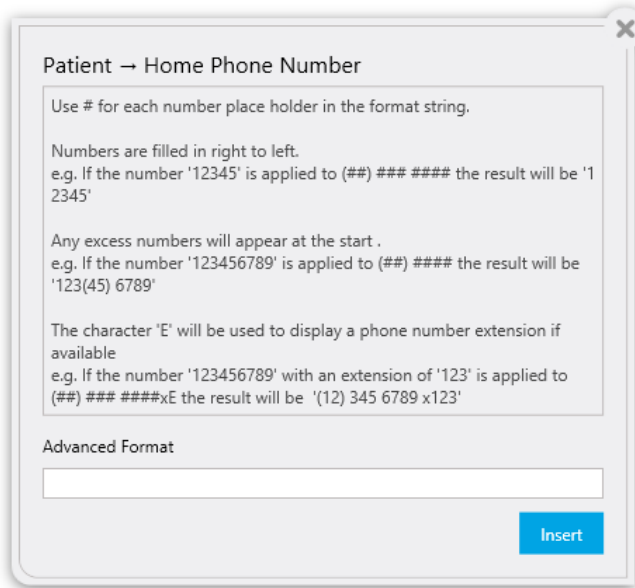 Patient → Home Phone Number
Use # for each number place holder in the format string.
Numbers are filled in right to left.
e.g. If the number '12345' is applied to (##) ### #### the result will be '1
2345'
Any excess numbers will appear at the start .
e.g. If the number '123456789' is applied to (##) #### the result will be
'123(45) 6789'
The character 'E' will be used to display a phone number extension if
available
e.g. If the number '123456789' with an extension of '123' is applied to
(##) ### ####xE the result will be  '(12) 345 6789 x123'
Advanced Format
Insert